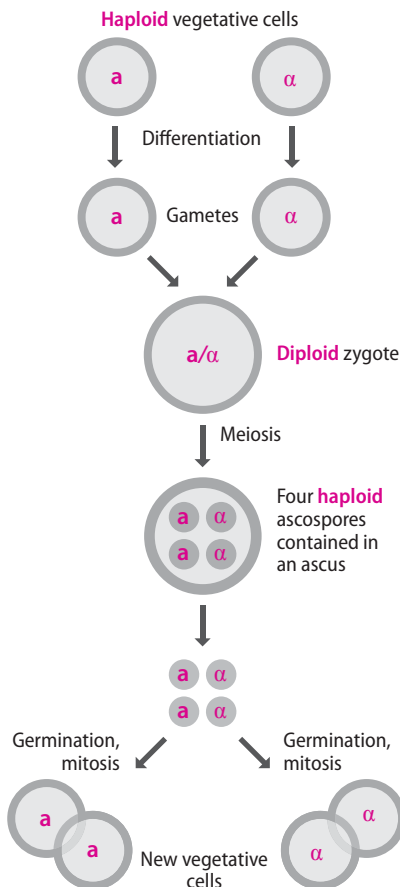 Haploid vegetative cells
a
α
Differentiation
a
Gametes
α
a/α
Diploid zygote
Meiosis
a α
a α
Four haploid
ascospores
contained in
an ascus
a α
a α
Germination,
mitosis
Germination,
mitosis
a
a
α
α
New vegetative
cells